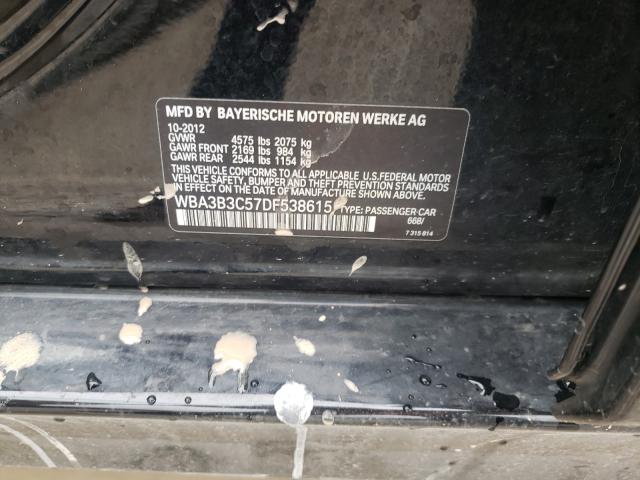 MFD BY BAYERISCHE MOTOREN WERKE AG
10-2012
GVWR 4575 lbs 2075 kg
GAWR FRONT 2169 lbs 984 kg
GAWR REAR 2544 lbs 1154 kg
THIS VEHICLE CONFORMS TO ALL APPLICABLE U.S.FEDERAL MOTOR
VEHICLE SAFETY, BUMPER, AND THEFT PREVENTION STANDARDS
IN EFFECT ON THE DATE OF MANUFACTURE SHOWN ABOVE.
WBA3B3C57DF538615 TYPE: PASSENGER CAR
668/
7 315 814